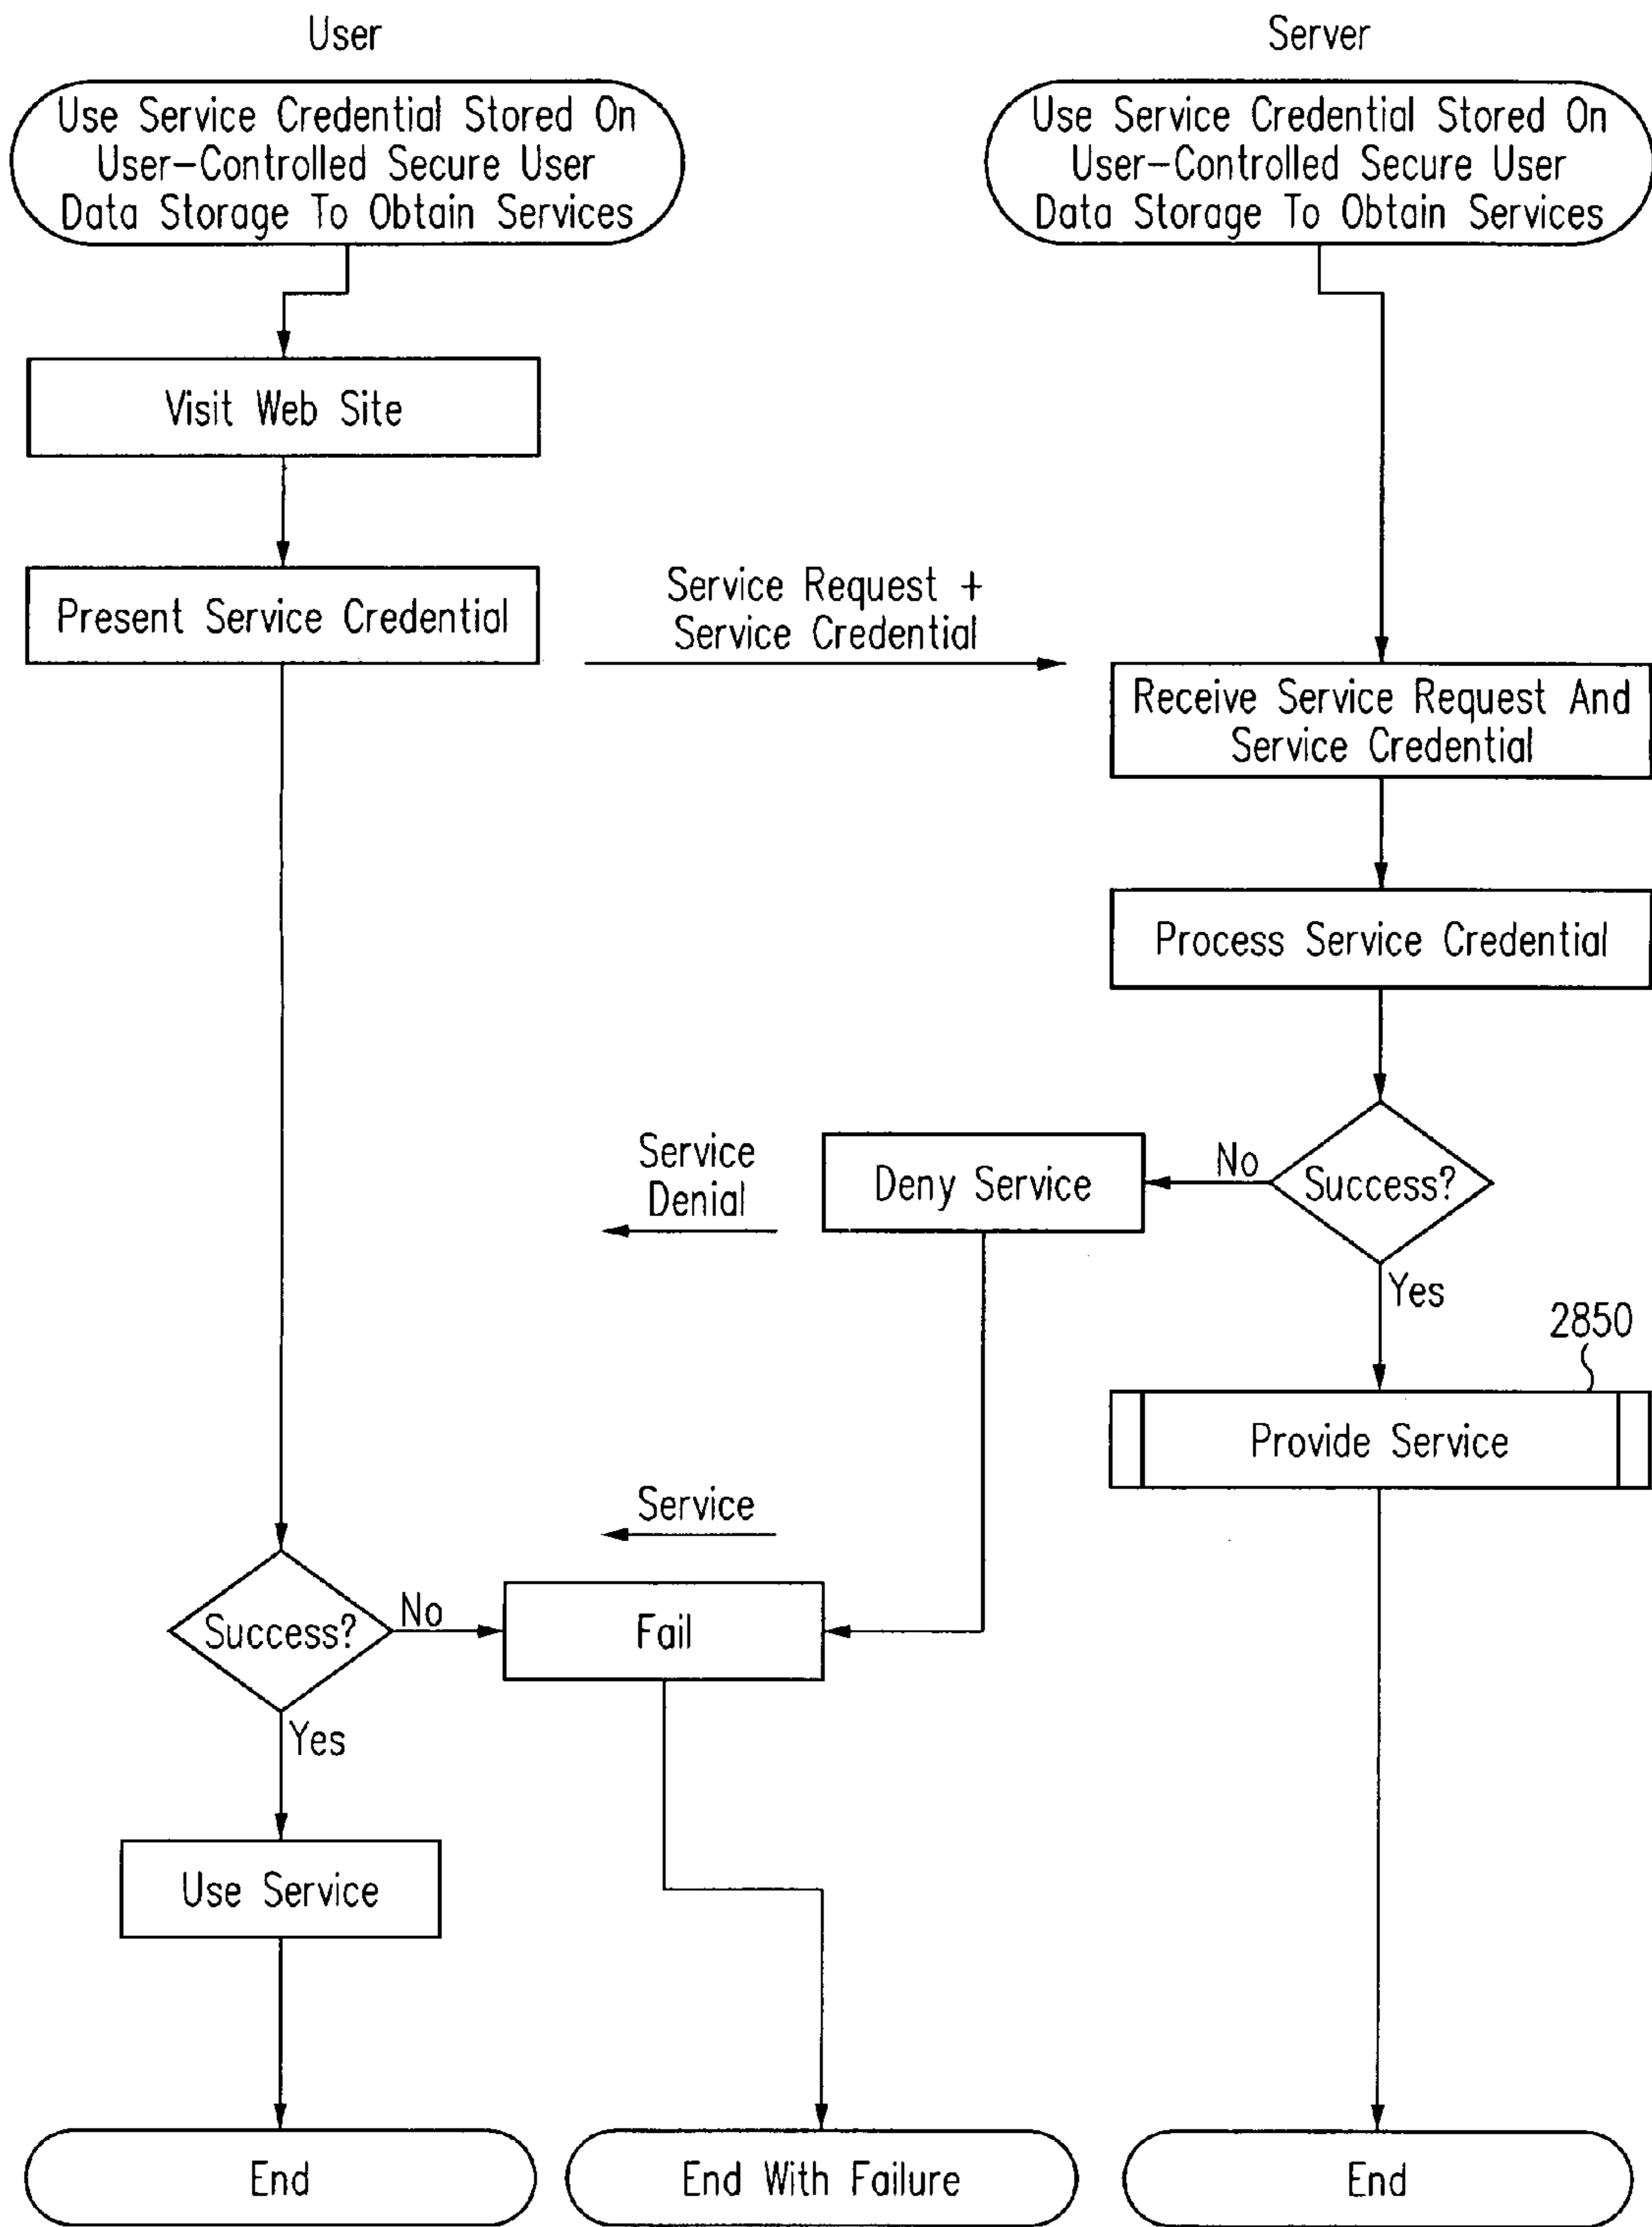 User
Server
Use Service Credential Stored On
User-Controlled Secure User
Data Storage To Obtain Services
Use Service Credential Stored On
User-Controlled Secure User
Data Storage To Obtain Services
Visit Web Site
Present Service Credential
Service Request +
Service Credential
Receive Service Request And
Service Credential
Process Service Credential
Success?
No
Deny Service
Service
Denial
Yes
2850
Provide Service
Service
Success?
No
Fail
Yes
Use Service
End
End With Failure
End